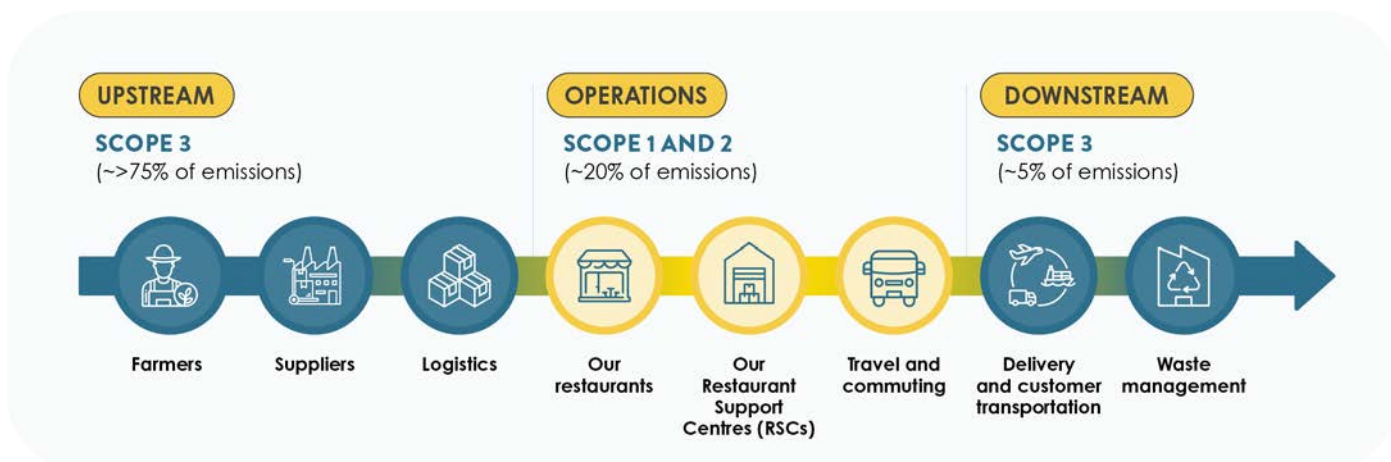 UPSTREAM
SCOPE 3
(~>75% of emissions)
OPERATIONS
SCOPE 1 AND 2
(~20% of emissions)
DOWNSTREAM
SCOPE 3
(~5% of emissions)
Farmers
Suppliers
Logistics
Our
restaurants
Our
Restaurant
Support
Centres (RSCs)
Travel and
commuting
Delivery
and customer
transportation
Waste
management